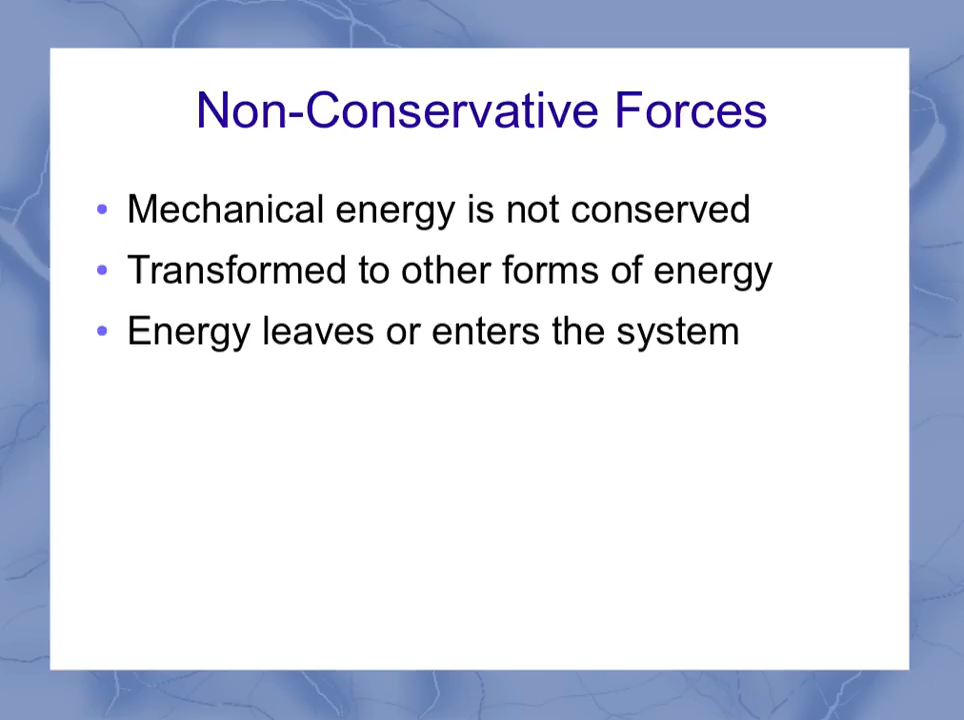 Non-Conservative Forces
• Mechanical energy is not conserved
• Transformed to other forms of energy
• Energy leaves or enters the system